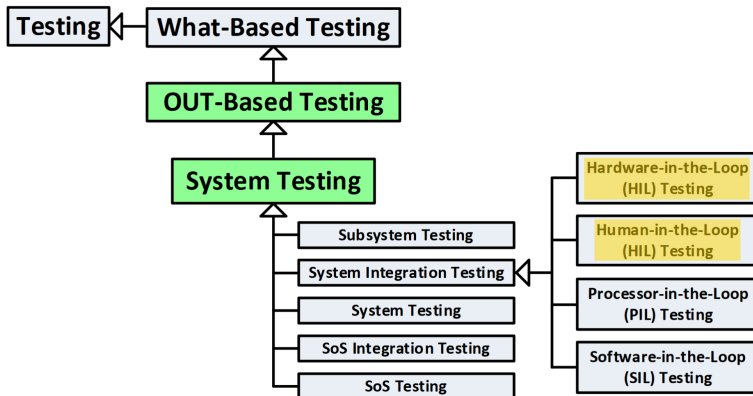 Testing
What-Based Testing
OUT-Based Testing
System Testing
Subsystem Testing
System Integration Testing
System Testing
SoS Integration Testing
SoS Testing
Hardware-in-the-Loop
(HIL) Testing
Human-in-the-Loop
(HIL) Testing
Processor-in-the-Loop
(PIL) Testing
Software-in-the-Loop
(SIL) Testing